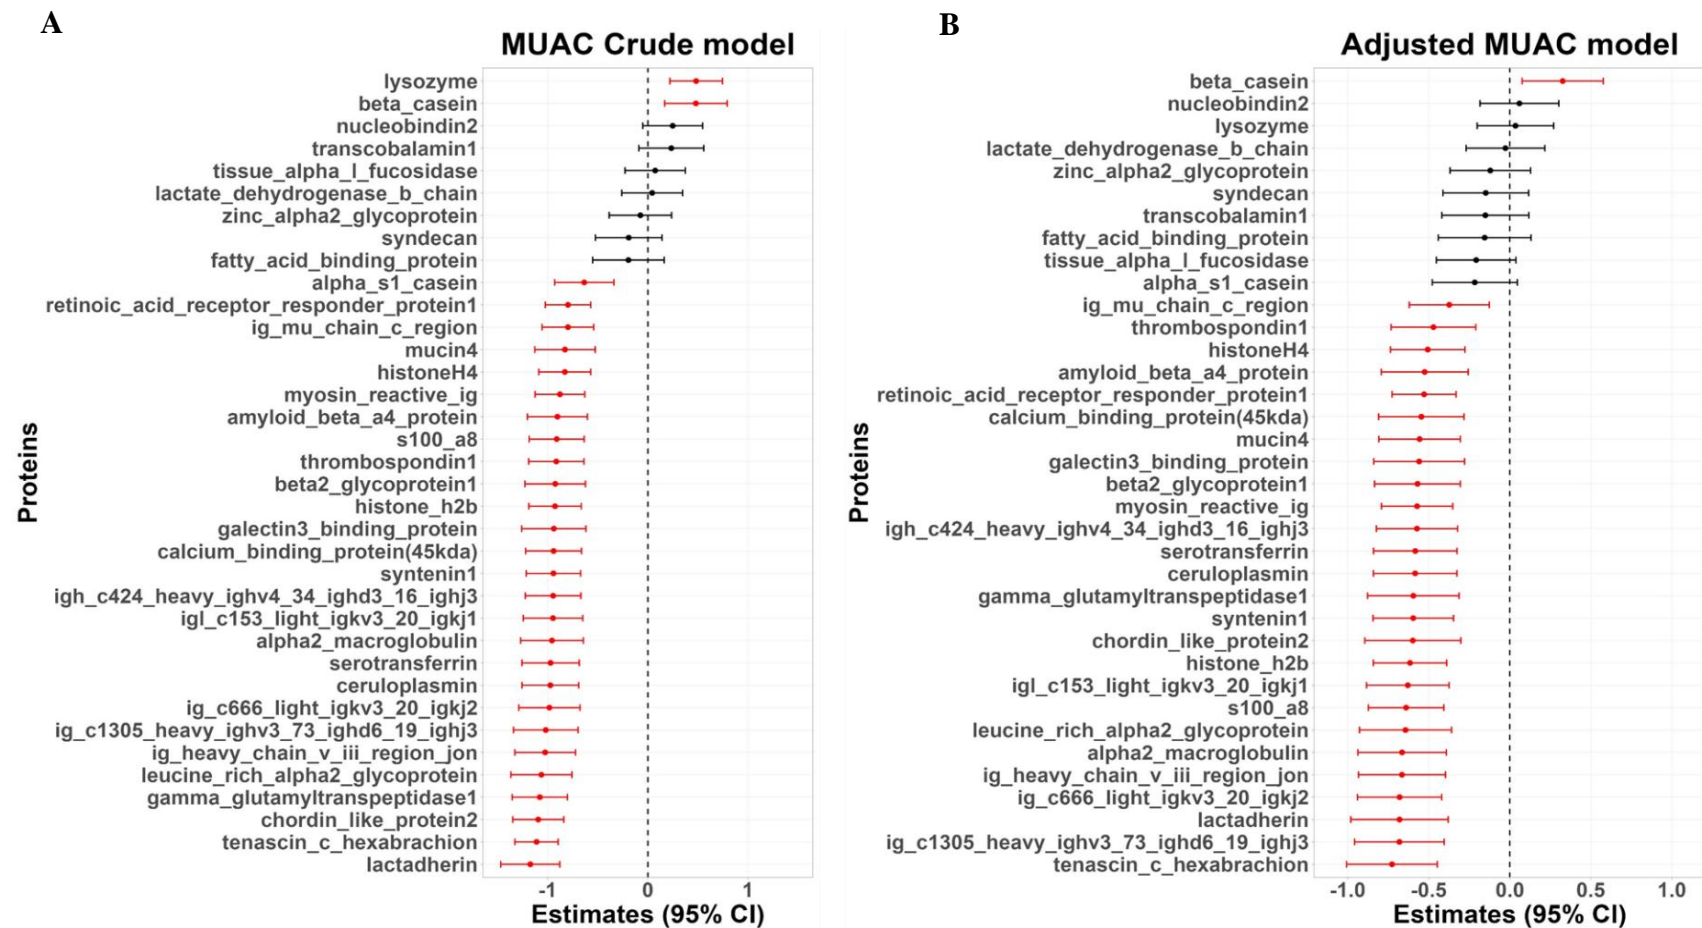 A
MUAC Crude model
lysozyme
beta_casein
nucleobindin2
transcobalamin1
tissue_alpha_l_fucosidase
lactate_dehydrogenase_b_chain
zinc_alpha2_glycoprotein
syndecan
fatty_acid_binding_protein
alpha_s1_casein
retinoic_acid_receptor_responder_protein1
ig_mu_chain_c_region
mucin4
histoneH4
myosin_reactive_ig
amyloid_beta_a4_protein
s100_a8
thrombospondin1
beta2_glycoprotein1
histone_h2b
galectin3_binding_protein
calcium_binding_protein(45kda)
syntenin1
igh_c424_heavy_ighv4_34_ighd3_16_ighj3
igl_c153_light_igkv3_20_igkj1
alpha2_macroglobulin
serotransferrin
ceruloplasmin
ig_c666_light_igkv3_20_igkj2
ig_c1305_heavy_ighv3_73_ighd6_19_ighj3
ig_heavy_chain_v_iii_region_jon
leucine_rich_alpha2_glycoprotein
gamma_glutamyltranspeptidase1
chordin_like_protein2
tenascin_c_hexabrachion
lactadherin
Proteins
-1 0 1
Estimates (95% CI)
B
Adjusted MUAC model
beta_casein
nucleobindin2
lysozyme
lactate_dehydrogenase_b_chain
zinc_alpha2_glycoprotein
syndecan
transcobalamin1
fatty_acid_binding_protein
tissue_alpha_l_fucosidase
alpha_s1_casein
ig_mu_chain_c_region
thrombospondin1
histoneH4
amyloid_beta_a4_protein
retinoic_acid_receptor_responder_protein1
calcium_binding_protein(45kda)
mucin4
galectin3_binding_protein
beta2_glycoprotein1
myosin_reactive_ig
igh_c424_heavy_ighv4_34_ighd3_16_ighj3
serotransferrin
ceruloplasmin
gamma_glutamyltranspeptidase1
syntenin1
chordin_like_protein2
histone_h2b
igl_c153_light_igkv3_20_igkj1
s100_a8
leucine_rich_alpha2_glycoprotein
alpha2_macroglobulin
ig_heavy_chain_v_iii_region_jon
ig_c666_light_igkv3_20_igkj2
lactadherin
ig_c1305_heavy_ighv3_73_ighd6_19_ighj3
tenascin_c_hexabrachion
Proteins
-1.0 -0.5 0.0 0.5 1.0
Estimates (95% CI)